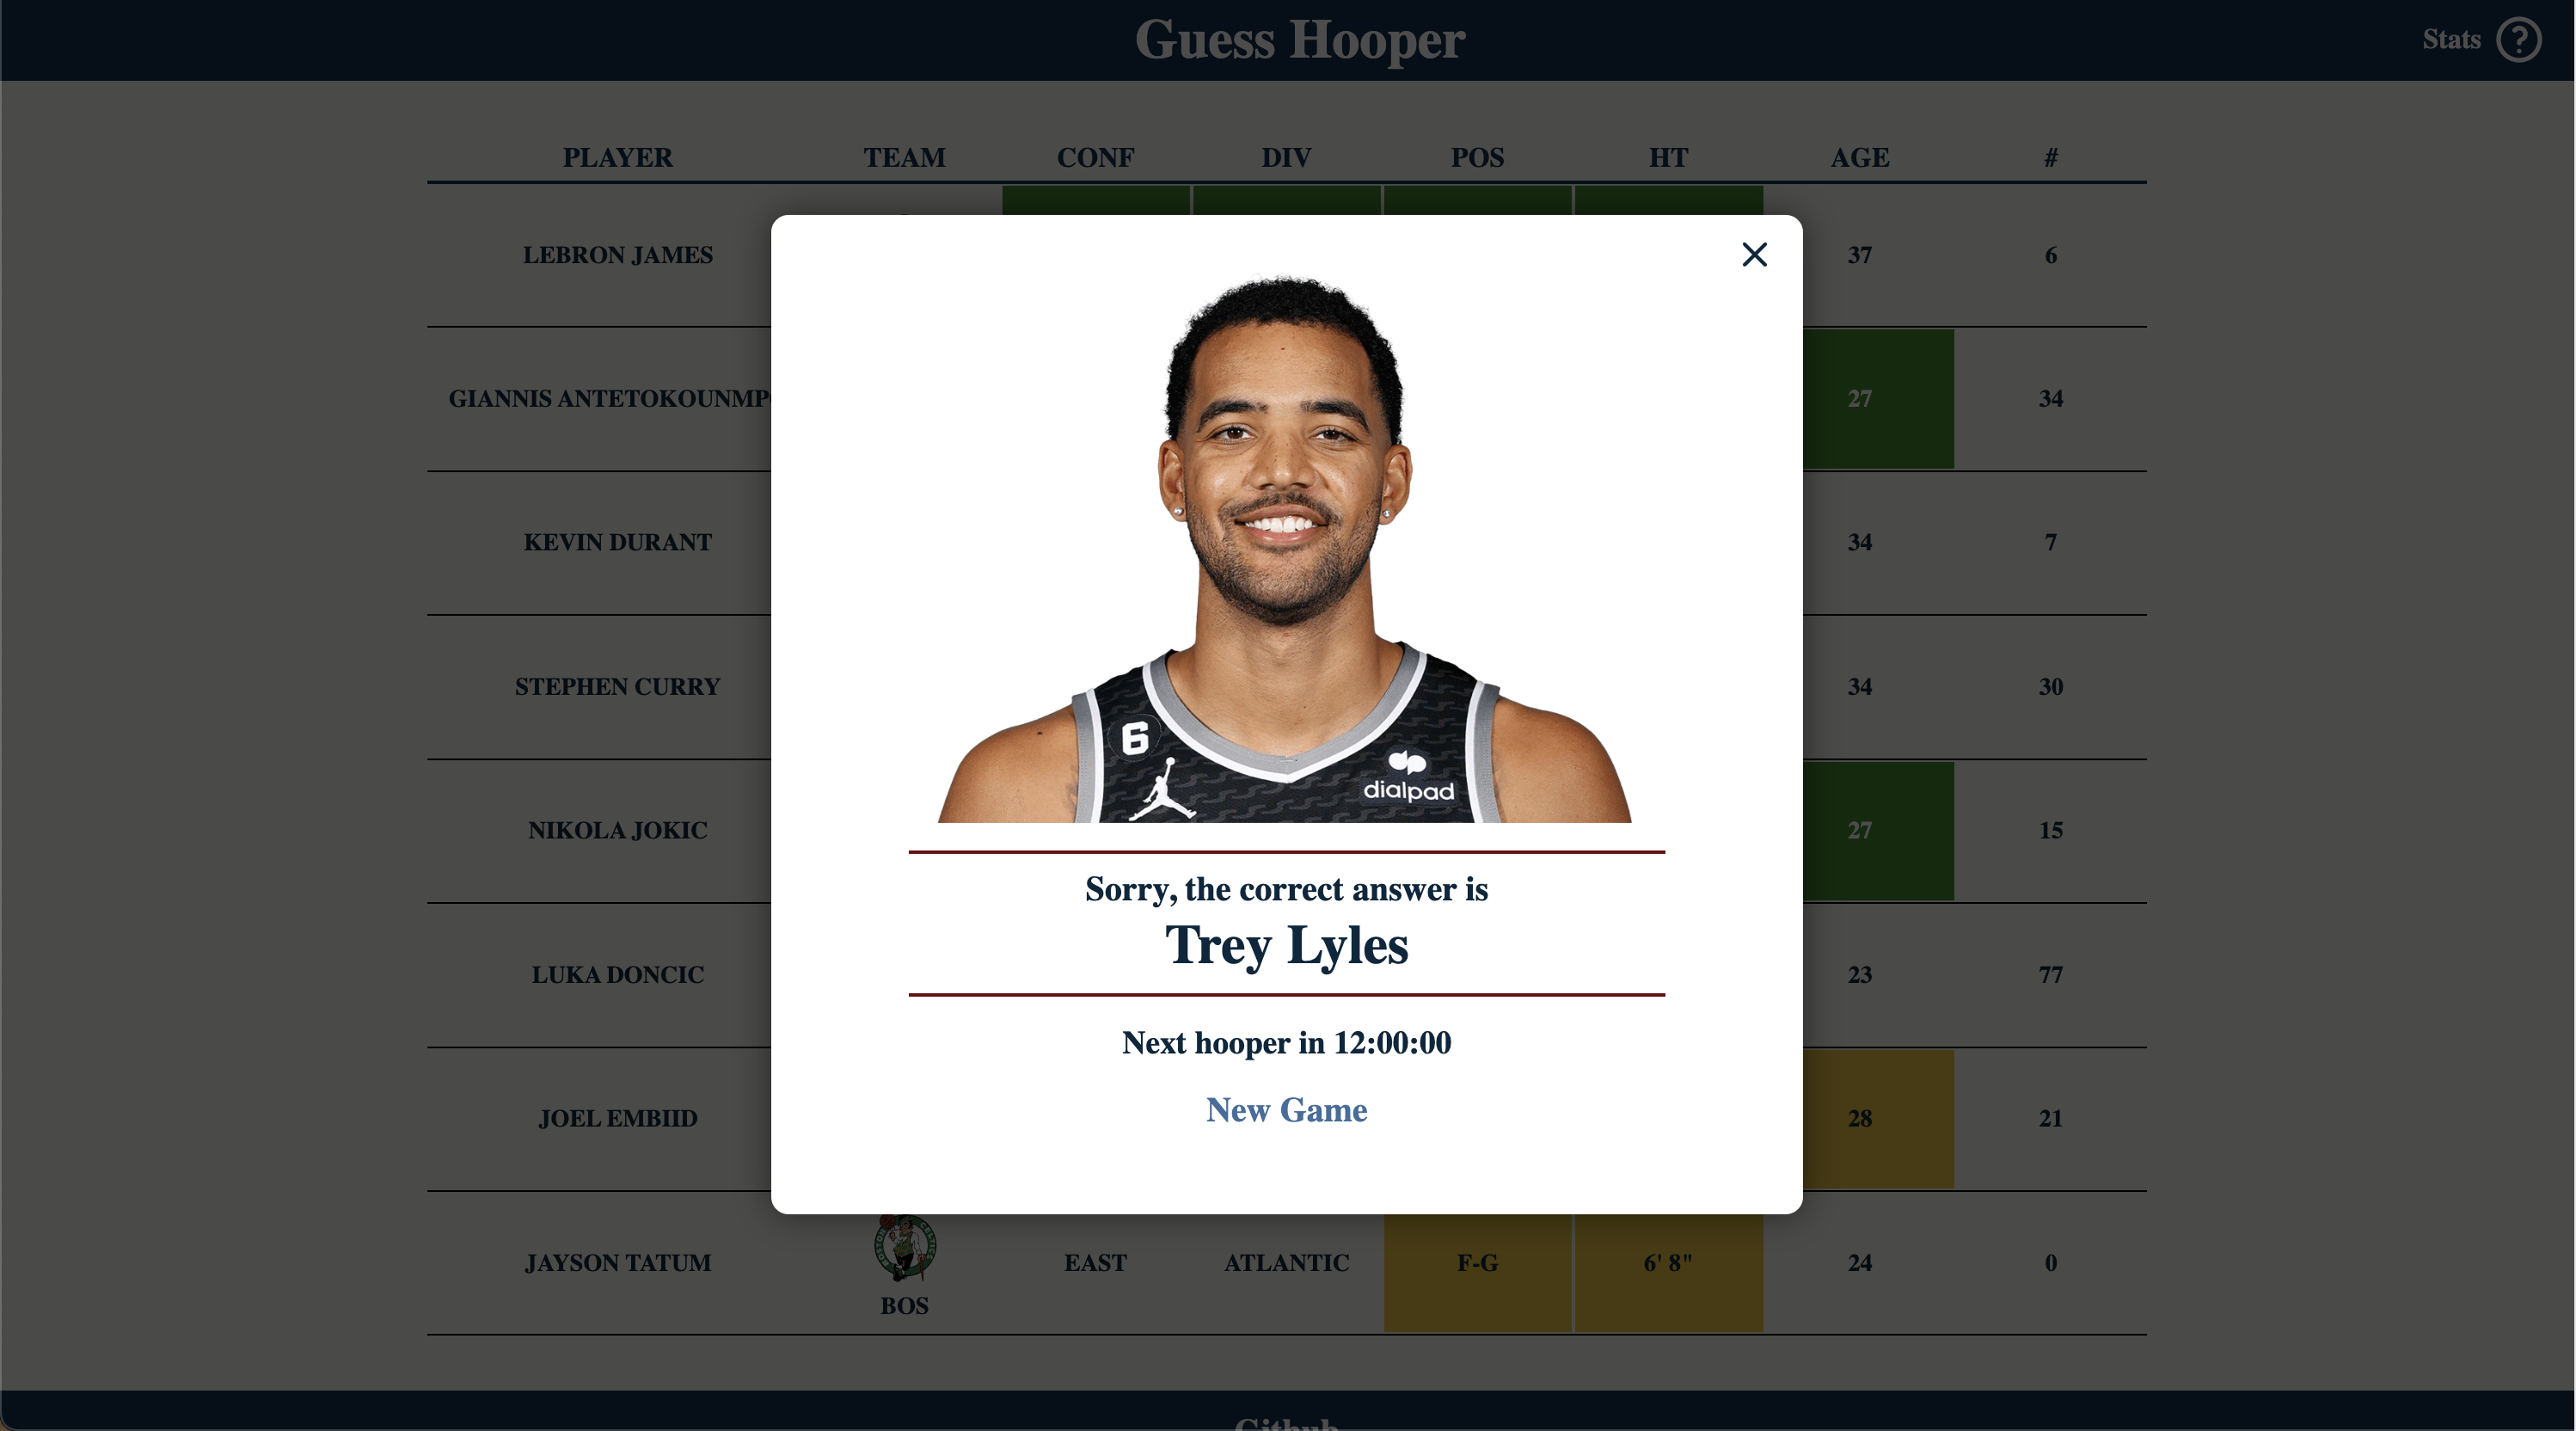 Guess Hooper
Stats ?
PLAYER TEAM CONF DIV POS HT AGE #
LEBRON JAMES 37 6
GIANNIS ANTETOKOUNMP 27 34
KEVIN DURANT 34 7
STEPHEN CURRY 34 30
NIKOLA JOKIC 27 15
LUKA DONCIC 23 77
JOEL EMBIID 28 21
JAYSON TATUM BOS EAST ATLANTIC F-G 6' 8" 24 0
6
dialpad
Sorry, the correct answer is
Trey Lyles
Next hooper in 12:00:00
New Game
BOSTON CELTICS
Github